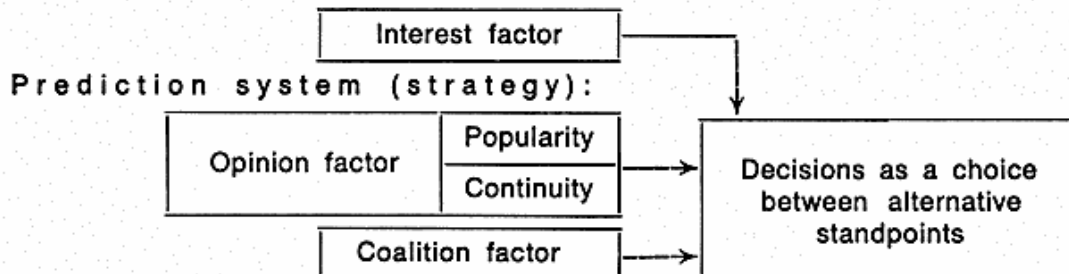 Interest factor
Prediction system (strategy):
Opinion factor
Popularity
Continuity
Coalition factor
Decisions as a choice
between alternative
standpoints